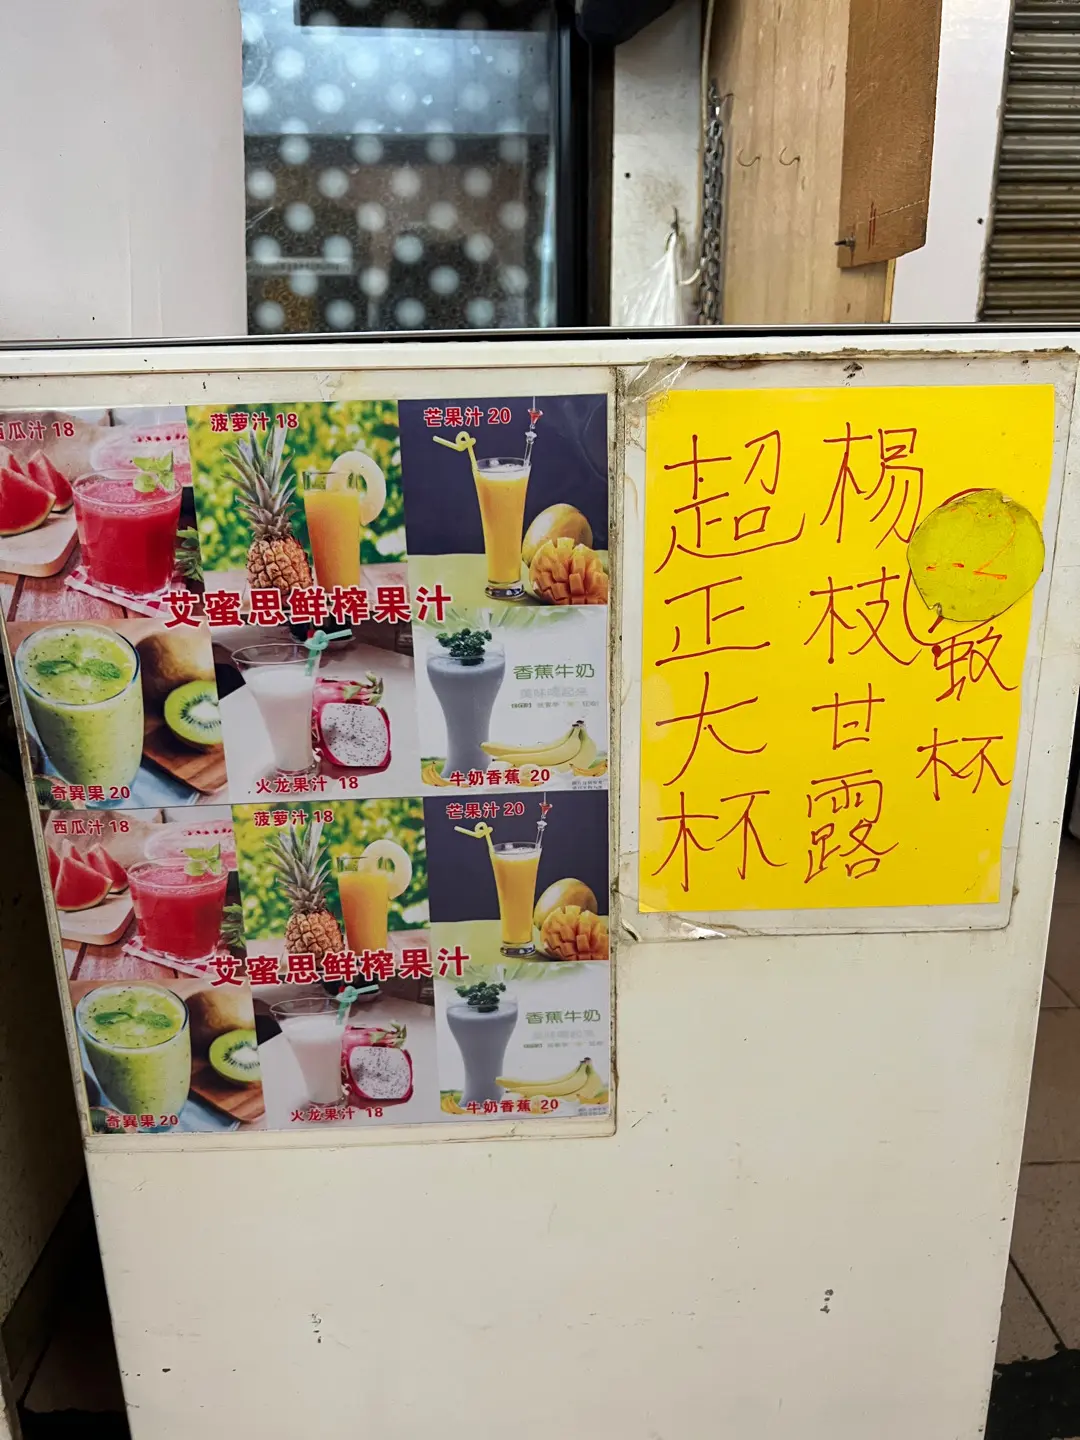 西瓜汁 18
菠萝汁 18
芒果汁 20
艾蜜思鲜榨果汁
香蕉牛奶
奇異果 20
火龙果汁 18
牛奶香蕉 20
西瓜汁 18
菠萝汁 18
芒果汁 20
艾蜜思鲜榨果汁
香蕉牛奶
奇異果 20
火龙果汁 18
牛奶香蕉 20
超正大杯
楊枝甘露
杯